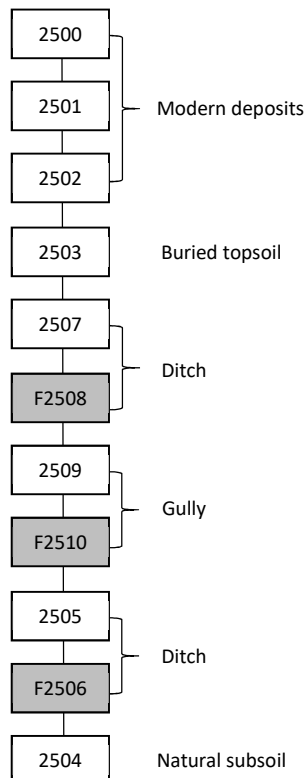 2500
2501
Modern deposits
2502
2503
Buried topsoil
2507
Ditch
F2508
2509
Gully
F2510
2505
Ditch
F2506
2504
Natural subsoil